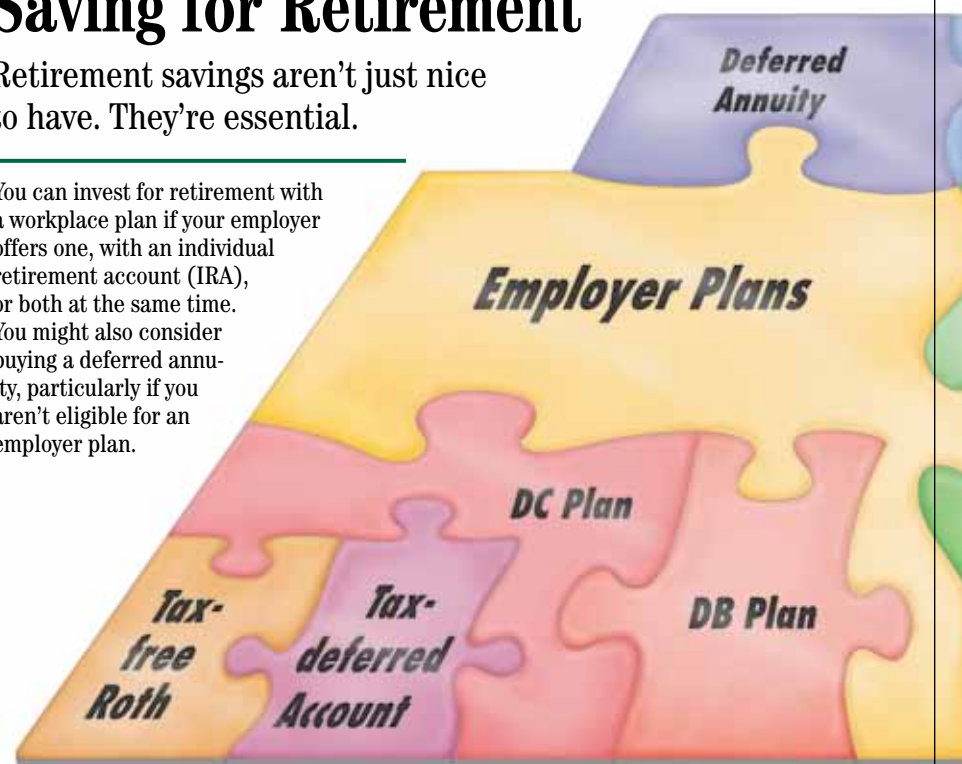 Saving for Retirement
Retirement savings aren't just nice
to have. They're essential.
You can invest for retirement with
a workplace plan if your employer
offers one, with an individual
retirement account (IRA),
or both at the same time.
You might also consider
buying a deferred annu-
ity, particularly if you
aren't eligible for an
employer plan.
Deferred
Annuity
Employer Plans
DC Plan
DB Plan
Tax-
free
Roth
Tax-
deferred
Account